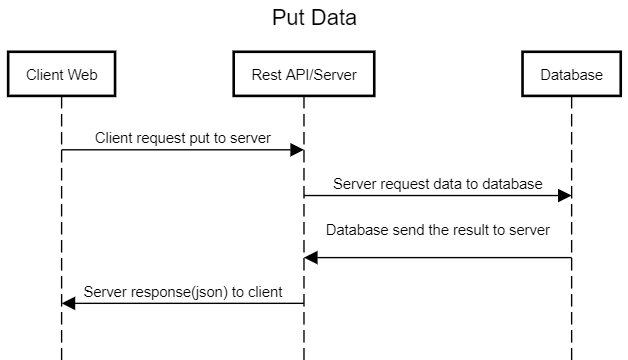 Put Data
Client Web
Rest API/Server
Database
Client request put to server
Server request data to database
Database send the result to server
Server response(json) to client